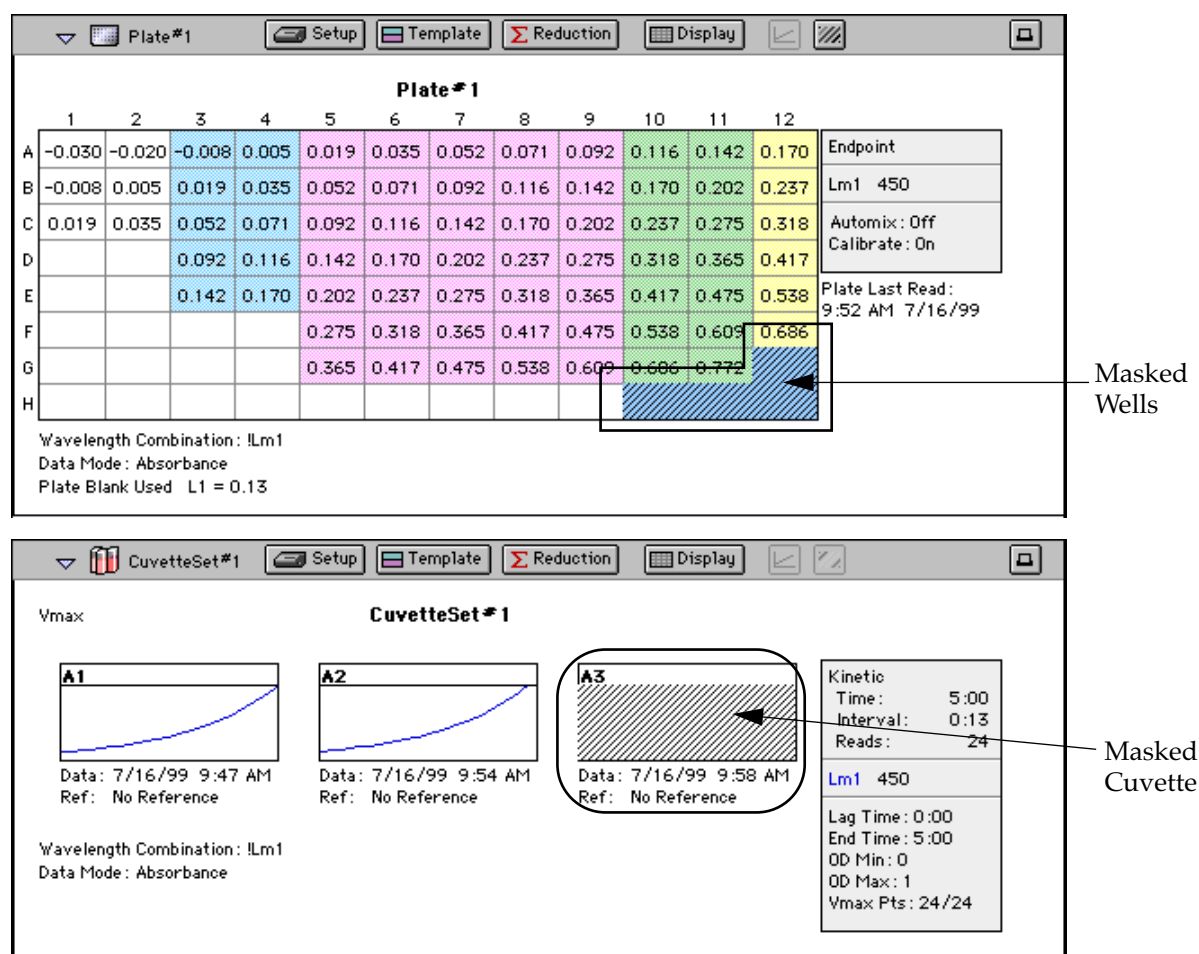 Plate#1 Setup Template Reduction Display
Plate#1
1 2 3 4 5 6 7 8 9 10 11 12
A -0.030 -0.020 -0.008 0.005 0.019 0.035 0.052 0.071 0.092 0.116 0.142 0.170
B -0.008 0.005 0.019 0.035 0.052 0.071 0.092 0.116 0.142 0.170 0.202 0.237
C 0.019 0.035 0.052 0.071 0.092 0.116 0.142 0.170 0.202 0.237 0.275 0.318
D 0.092 0.116 0.142 0.170 0.202 0.237 0.275 0.318 0.365 0.417
E 0.142 0.170 0.202 0.237 0.275 0.318 0.365 0.417 0.475 0.538
F 0.275 0.318 0.365 0.417 0.475 0.538 0.609 0.686
G 0.365 0.417 0.475 0.538 0.609 0.686 0.772
H
Endpoint
Lm1 450
Automix: Off
Calibrate: On
Plate Last Read:
9:52 AM 7/16/99
Masked
Wells
Wavelength Combination: !Lm1
Data Mode: Absorbance
Plate Blank Used L1 = 0.13
CuvetteSet#1 Setup Template Reduction Display
Vmax
CuvetteSet#1
A1
Data: 7/16/99 9:47 AM
Ref: No Reference
A2
Data: 7/16/99 9:54 AM
Ref: No Reference
A3
Data: 7/16/99 9:58 AM
Ref: No Reference
Kinetic
Time: 5:00
Interval: 0:13
Reads: 24
Lm1 450
Lag Time: 0:00
End Time: 5:00
OD Min: 0
OD Max: 1
Vmax Pts: 24/24
Masked
Cuvette
Wavelength Combination: !Lm1
Data Mode: Absorbance